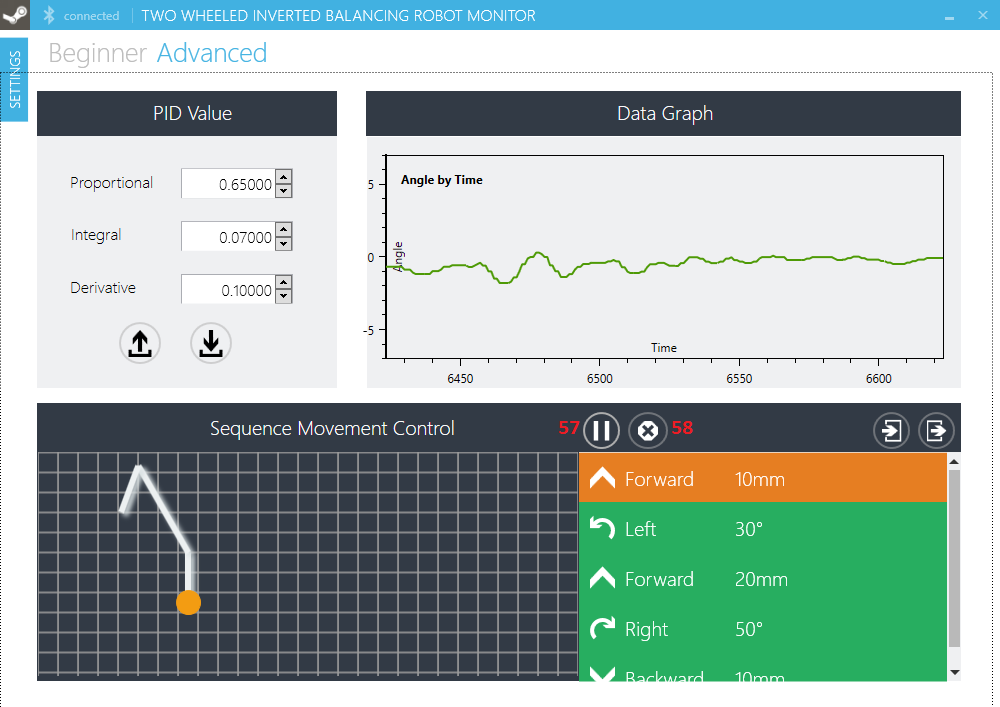 connected TWO WHEELED INVERTED BALANCING ROBOT MONITOR
SETTINGS
Beginner Advanced
PID Value
Proportional 0.65000
Integral 0.07000
Derivative 0.10000
Data Graph
Angle by Time
5
0
-5
Angle
Time
6450 6500 6550 6600
Sequence Movement Control 57 58
Forward 10mm
Left 30°
Forward 20mm
Right 50°
Backward 10mm